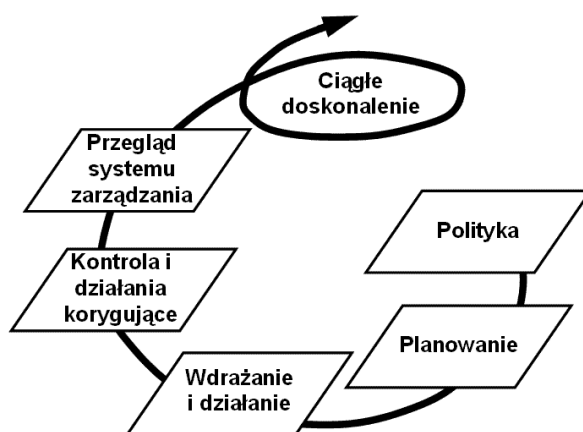 Ciągłe
doskonalenie
Przegląd
systemu
zarządzania
Polityka
Kontrola i
działania
korygujące
Planowanie
Wdrażanie
i działanie